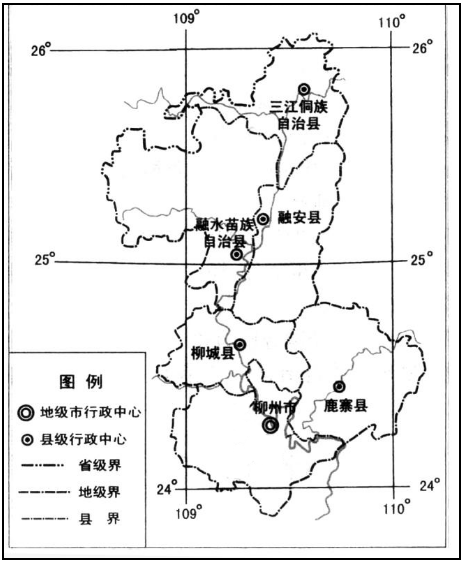 109°
110°
26°
26°
三江侗族
自治县
融水苗族
自治县
融安县
25°
25°
柳城县
柳州市
鹿寨县
图例
地级市行政中心
县级行政中心
省级界
地级界
县界
24°
24°
109°
110°